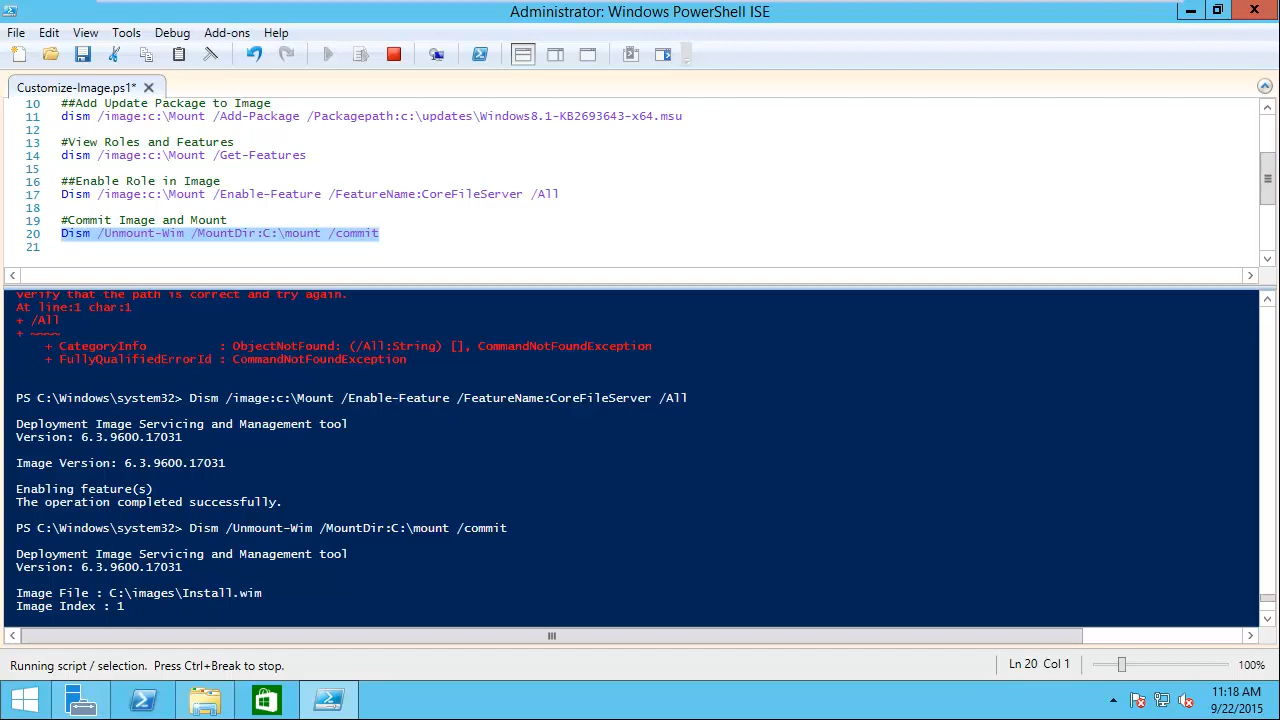 Administrator: Windows PowerShell ISE
File Edit View Tools Debug Add-ons Help
Customize-Image.ps1*
10 ##Add Update Package to Image
11 dism /image:c:\Mount /Add-Package /Packagepath:c:\updates\Windows8.1-KB2693643-x64.msu
12
13 #View Roles and Features
14 dism /image:c:\Mount /Get-Features
15
16 ##Enable Role in Image
17 Dism /image:c:\Mount /Enable-Feature /FeatureName:CoreFileServer /All
18
19 #Commit Image and Mount
20 Dism /Unmount-Wim /MountDir:C:\mount /commit
21
verify that the path is correct and try again.
At line:1 char:1
+ /All
+ ~~~~
+ CategoryInfo : ObjectNotFound: (/All:String) [], CommandNotFoundException
+ FullyQualifiedErrorId : CommandNotFoundException
PS C:\Windows\system32> Dism /image:c:\Mount /Enable-Feature /FeatureName:CoreFileServer /All
Deployment Image Servicing and Management tool
Version: 6.3.9600.17031
Image Version: 6.3.9600.17031
Enabling feature(s)
The operation completed successfully.
PS C:\Windows\system32> Dism /Unmount-Wim /MountDir:C:\mount /commit
Deployment Image Servicing and Management tool
Version: 6.3.9600.17031
Image File : C:\images\Install.wim
Image Index : 1
Running script / selection. Press Ctrl+Break to stop.
Ln 20 Col 1
100%
11:18 AM
9/22/2015